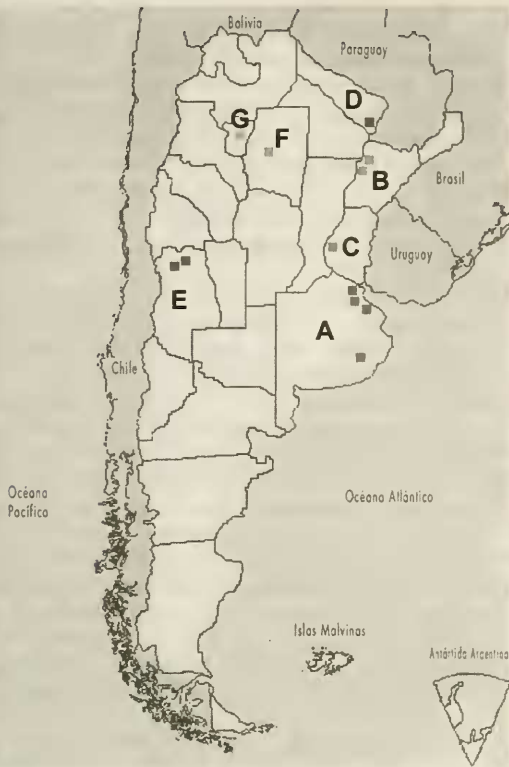 Bolivia
Paraguay
D
G
F
B
Brasil
C
Uruguay
E
A
Chile
Océano
Pacífico
Océano Atlántico
Islas Malvinas
Antártida Argentina